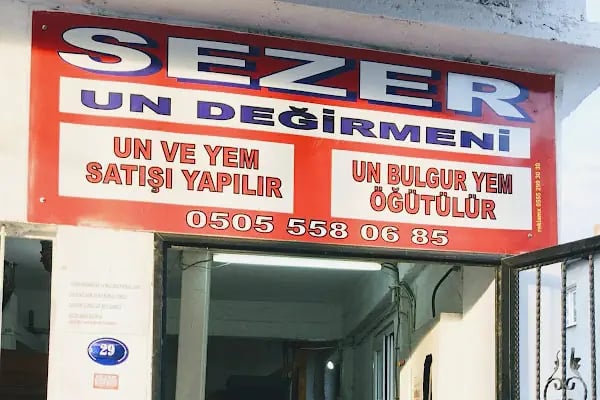 SEZER
UN DEĞİRMENİ
UN VE YEM
SATIŞI YAPILIR
UN BULGUR YEM
ÖĞÜTÜLÜR
0505 558 06 85
29